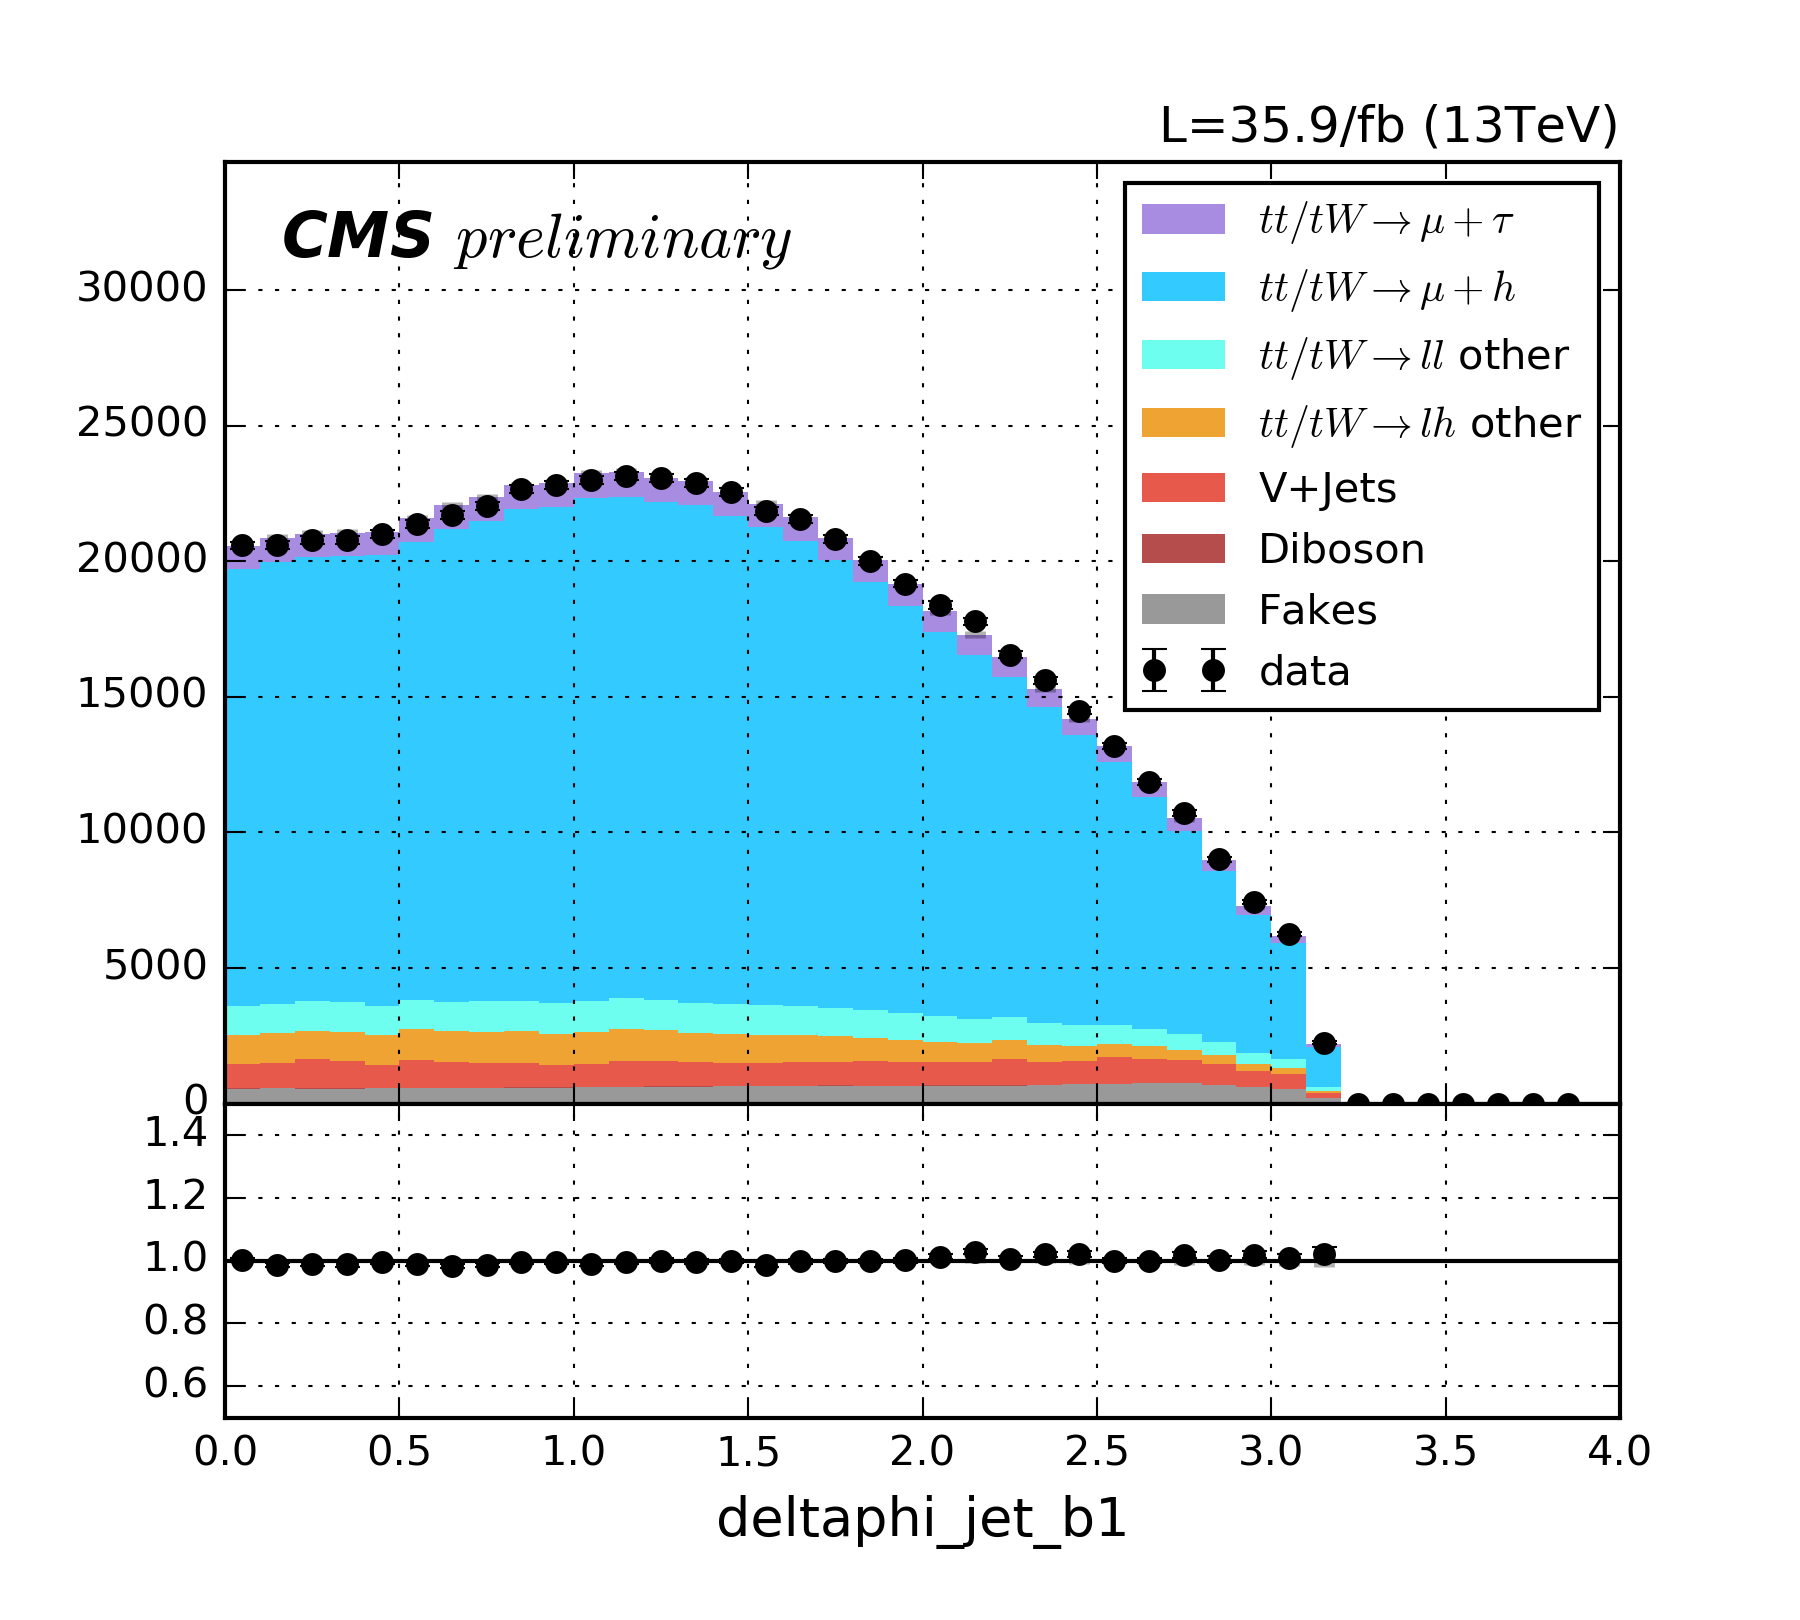 L=35.9/fb (13TeV)
CMS preliminary
tt/tW→μ+τ
tt/tW→μ+h
tt/tW→ll other
tt/tW→lh other
V+Jets
Diboson
Fakes
data
30000
25000
20000
15000
10000
5000
0
1.4
1.2
1.0
0.8
0.6
0.0 0.5 1.0 1.5 2.0 2.5 3.0 3.5 4.0
deltaphi_jet_b1